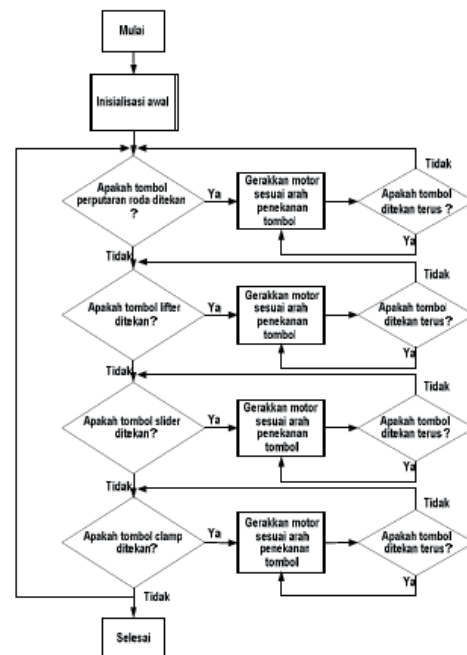 Mulai
Inisialisasi awal
Apakah tombol
perputaran roda ditekan
?
Ya
Gerakkan motor
sesuai arah
penekanan
tombol
Tidak
Apakah tombol
ditekan terus ?
Ya
Tidak
Apakah tombol lifter
ditekan?
Ya
Gerakkan motor
sesuai arah
penekanan
tombol
Tidak
Apakah tombol
ditekan terus?
Ya
Tidak
Apakah tombol slider
ditekan?
Ya
Gerakkan motor
sesuai arah
penekanan
tombol
Tidak
Apakah tombol
ditekan terus?
Ya
Tidak
Apakah tombol clamp
ditekan?
Ya
Gerakkan motor
sesuai arah
penekanan
tombol
Tidak
Apakah tombol
ditekan terus?
Ya
Tidak
Selesai